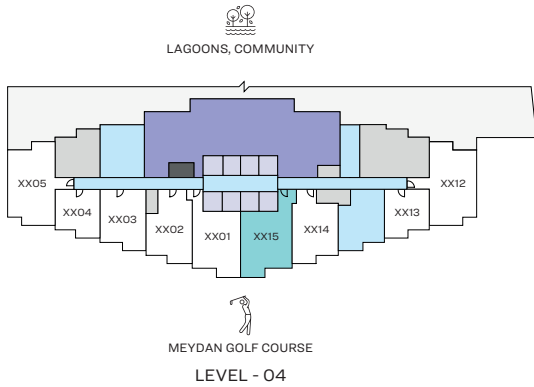 LAGOONS, COMMUNITY
XX05
XX12
XX04
XX03
XX02
XX01
XX15
XX14
XX13
MEYDAN GOLF COURSE
LEVEL - 04